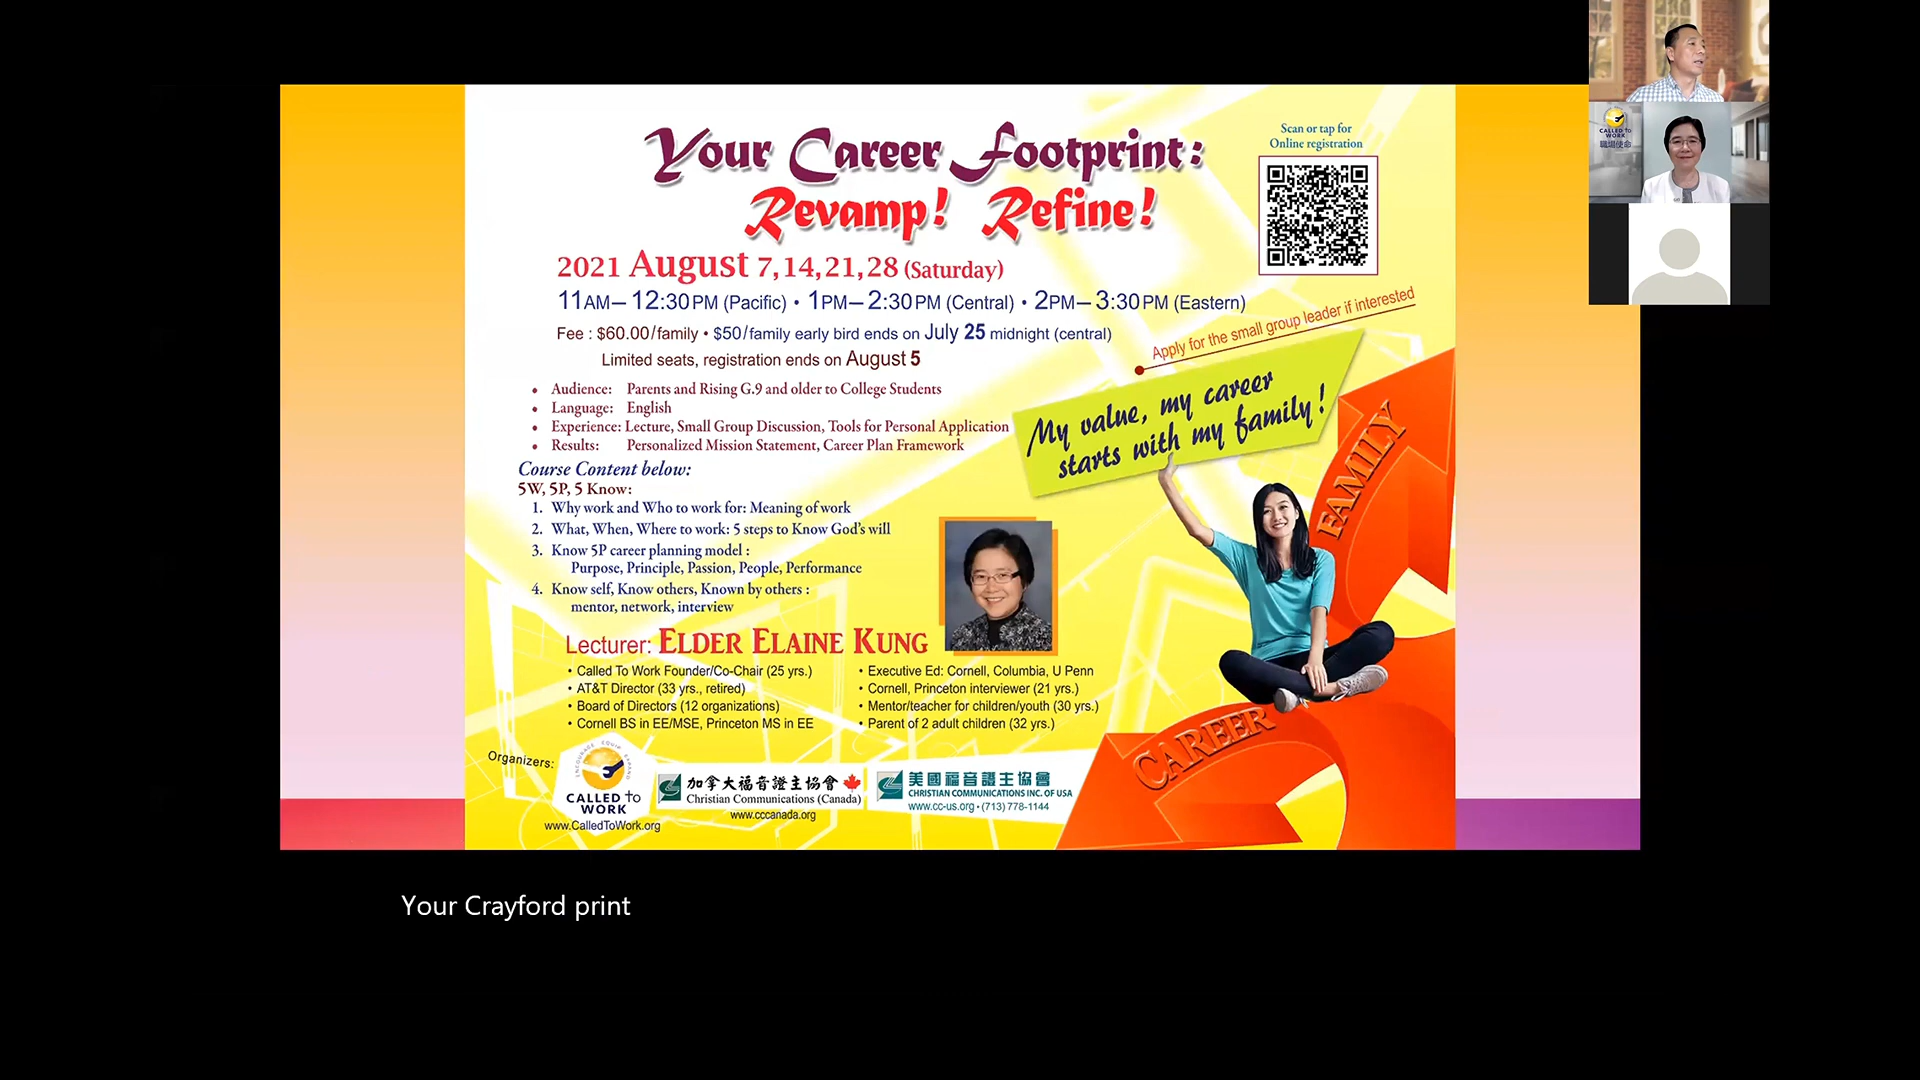 Your Career Footprint:
Revamp! Refine!
Scan or tap for
Online registration
2021 August 7,14,21,28 (Saturday)
11AM– 12:30PM (Pacific) • 1PM– 2:30PM (Central) • 2PM– 3:30PM (Eastern)
Fee : $60.00/family • $50/family early bird ends on July 25 midnight (central)
Limited seats, registration ends on August 5
Apply for the small group leader if interested
• Audience: Parents and Rising G.9 and older to College Students
• Language: English
• Experience: Lecture, Small Group Discussion, Tools for Personal Application
• Results: Personalized Mission Statement, Career Plan Framework
My value, my career
starts with my family!
FAMILY
CAREER
Course Content below:
5W, 5P, 5 Know:
1. Why work and Who to work for: Meaning of work
2. What, When, Where to work: 5 steps to Know God's will
3. Know 5P career planning model :
Purpose, Principle, Passion, People, Performance
4. Know self, Know others, Known by others :
mentor, network, interview
Lecturer: ELDER ELAINE KUNG
• Called To Work Founder/Co-Chair (25 yrs.)
• AT&T Director (33 yrs., retired)
• Board of Directors (12 organizations)
• Cornell BS in EE/MSE, Princeton MS in EE
• Executive Ed: Cornell, Columbia, U Penn
• Cornell, Princeton interviewer (21 yrs.)
• Mentor/teacher for children/youth (30 yrs.)
• Parent of 2 adult children (32 yrs.)
Organizers:
ENCOURAGE EQUIP EXPAND
CALLED TO
WORK
www.CalledToWork.org
加拿大福音證主協會
Christian Communications (Canada)
www.cccanada.org
美國福音證主協會
CHRISTIAN COMMUNICATIONS INC. OF USA
www.cc-us.org • (713) 778-1144
CALLED TO
WORK
職場使命
Your Crayford print